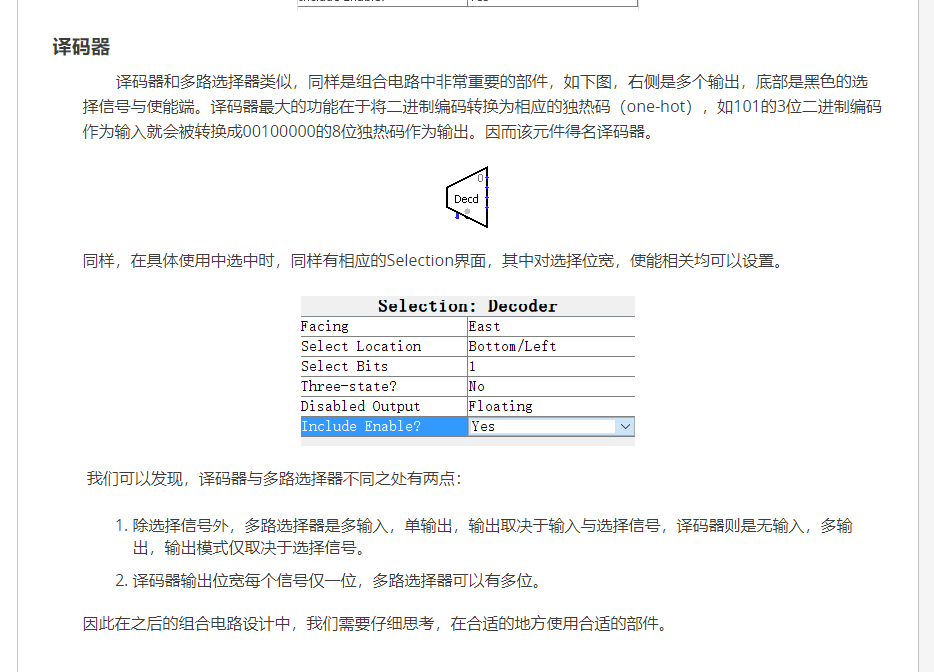 译码器
译码器和多路选择器类似，同样是组合电路中非常重要的部件，如下图，右侧是多个输出，底部是黑色的选
择信号与使能端。译码器最大的功能在于将二进制编码转换为相应的独热码（one-hot），如101的3位二进制编码
作为输入就会被转换成00100000的8位独热码作为输出。因而该元件得名译码器。
0
Decd
同样，在具体使用中选中时，同样有相应的Selection界面，其中对选择位宽，使能相关均可以设置。
Selection: Decoder
Facing East
Select Location Bottom/Left
Select Bits 1
Three-state? No
Disabled Output Floating
Include Enable? Yes
我们可以发现，译码器与多路选择器不同之处有两点：
1. 除选择信号外，多路选择器是多输入，单输出，输出取决于输入与选择信号，译码器则是无输入，多输
出，输出模式仅取决于选择信号。
2. 译码器输出位宽每个信号仅一位，多路选择器可以有多位。
因此在之后的组合电路设计中，我们需要仔细思考，在合适的地方使用合适的部件。